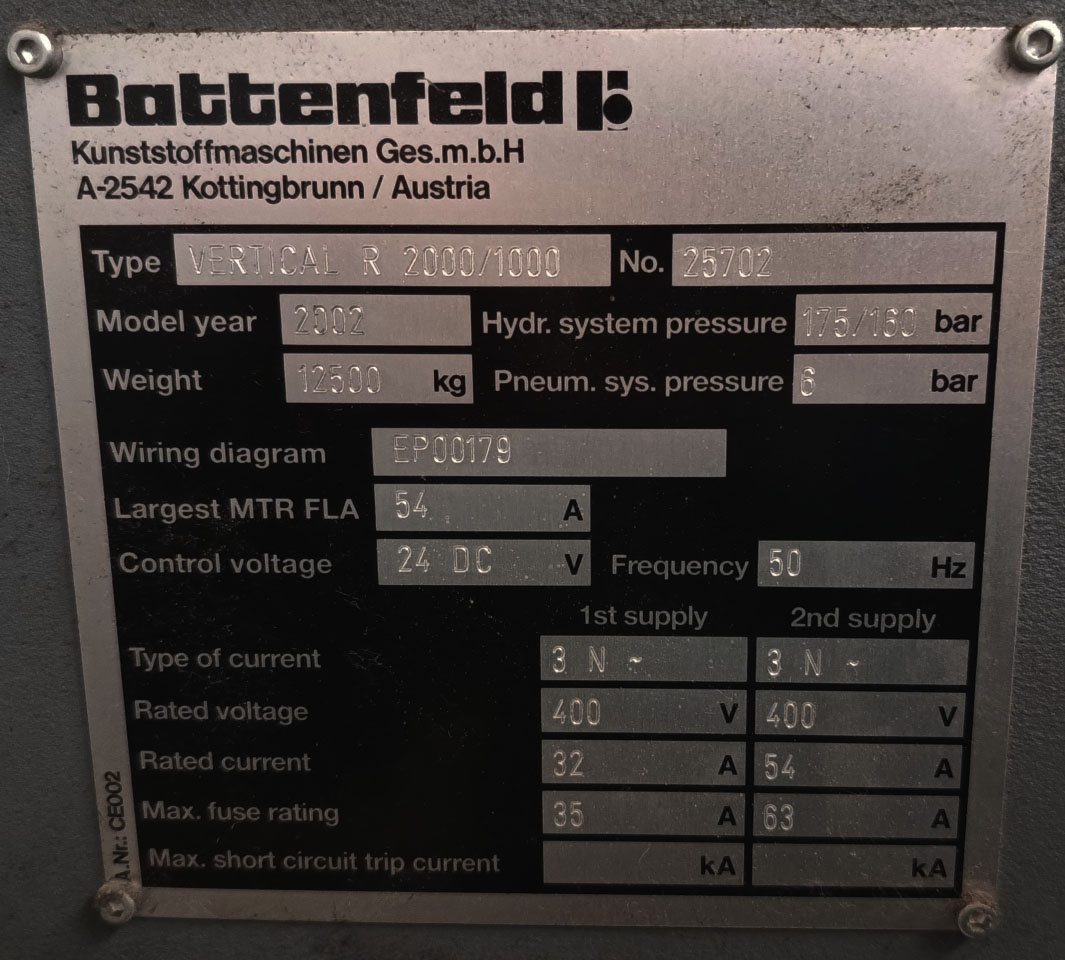 Battenfeld
Kunststoffmaschinen Ges.m.b.H
A-2542 Kottingbrunn / Austria
Type VERTICAL R 2000/1000 No. 25702
Model year 2002 Hydr. system pressure 175/160 bar
Weight 12500 kg Pneum. sys. pressure 6 bar
Wiring diagram EP00179
Largest MTR FLA 54 A
Control voltage 24 DC V Frequency 50 Hz
1st supply 2nd supply
Type of current 3 N ~ 3 N ~
Rated voltage 400 V 400 V
Rated current 32 A 54 A
Max. fuse rating 35 A 63 A
Max. short circuit trip current kA kA
A.Nr.: CE002